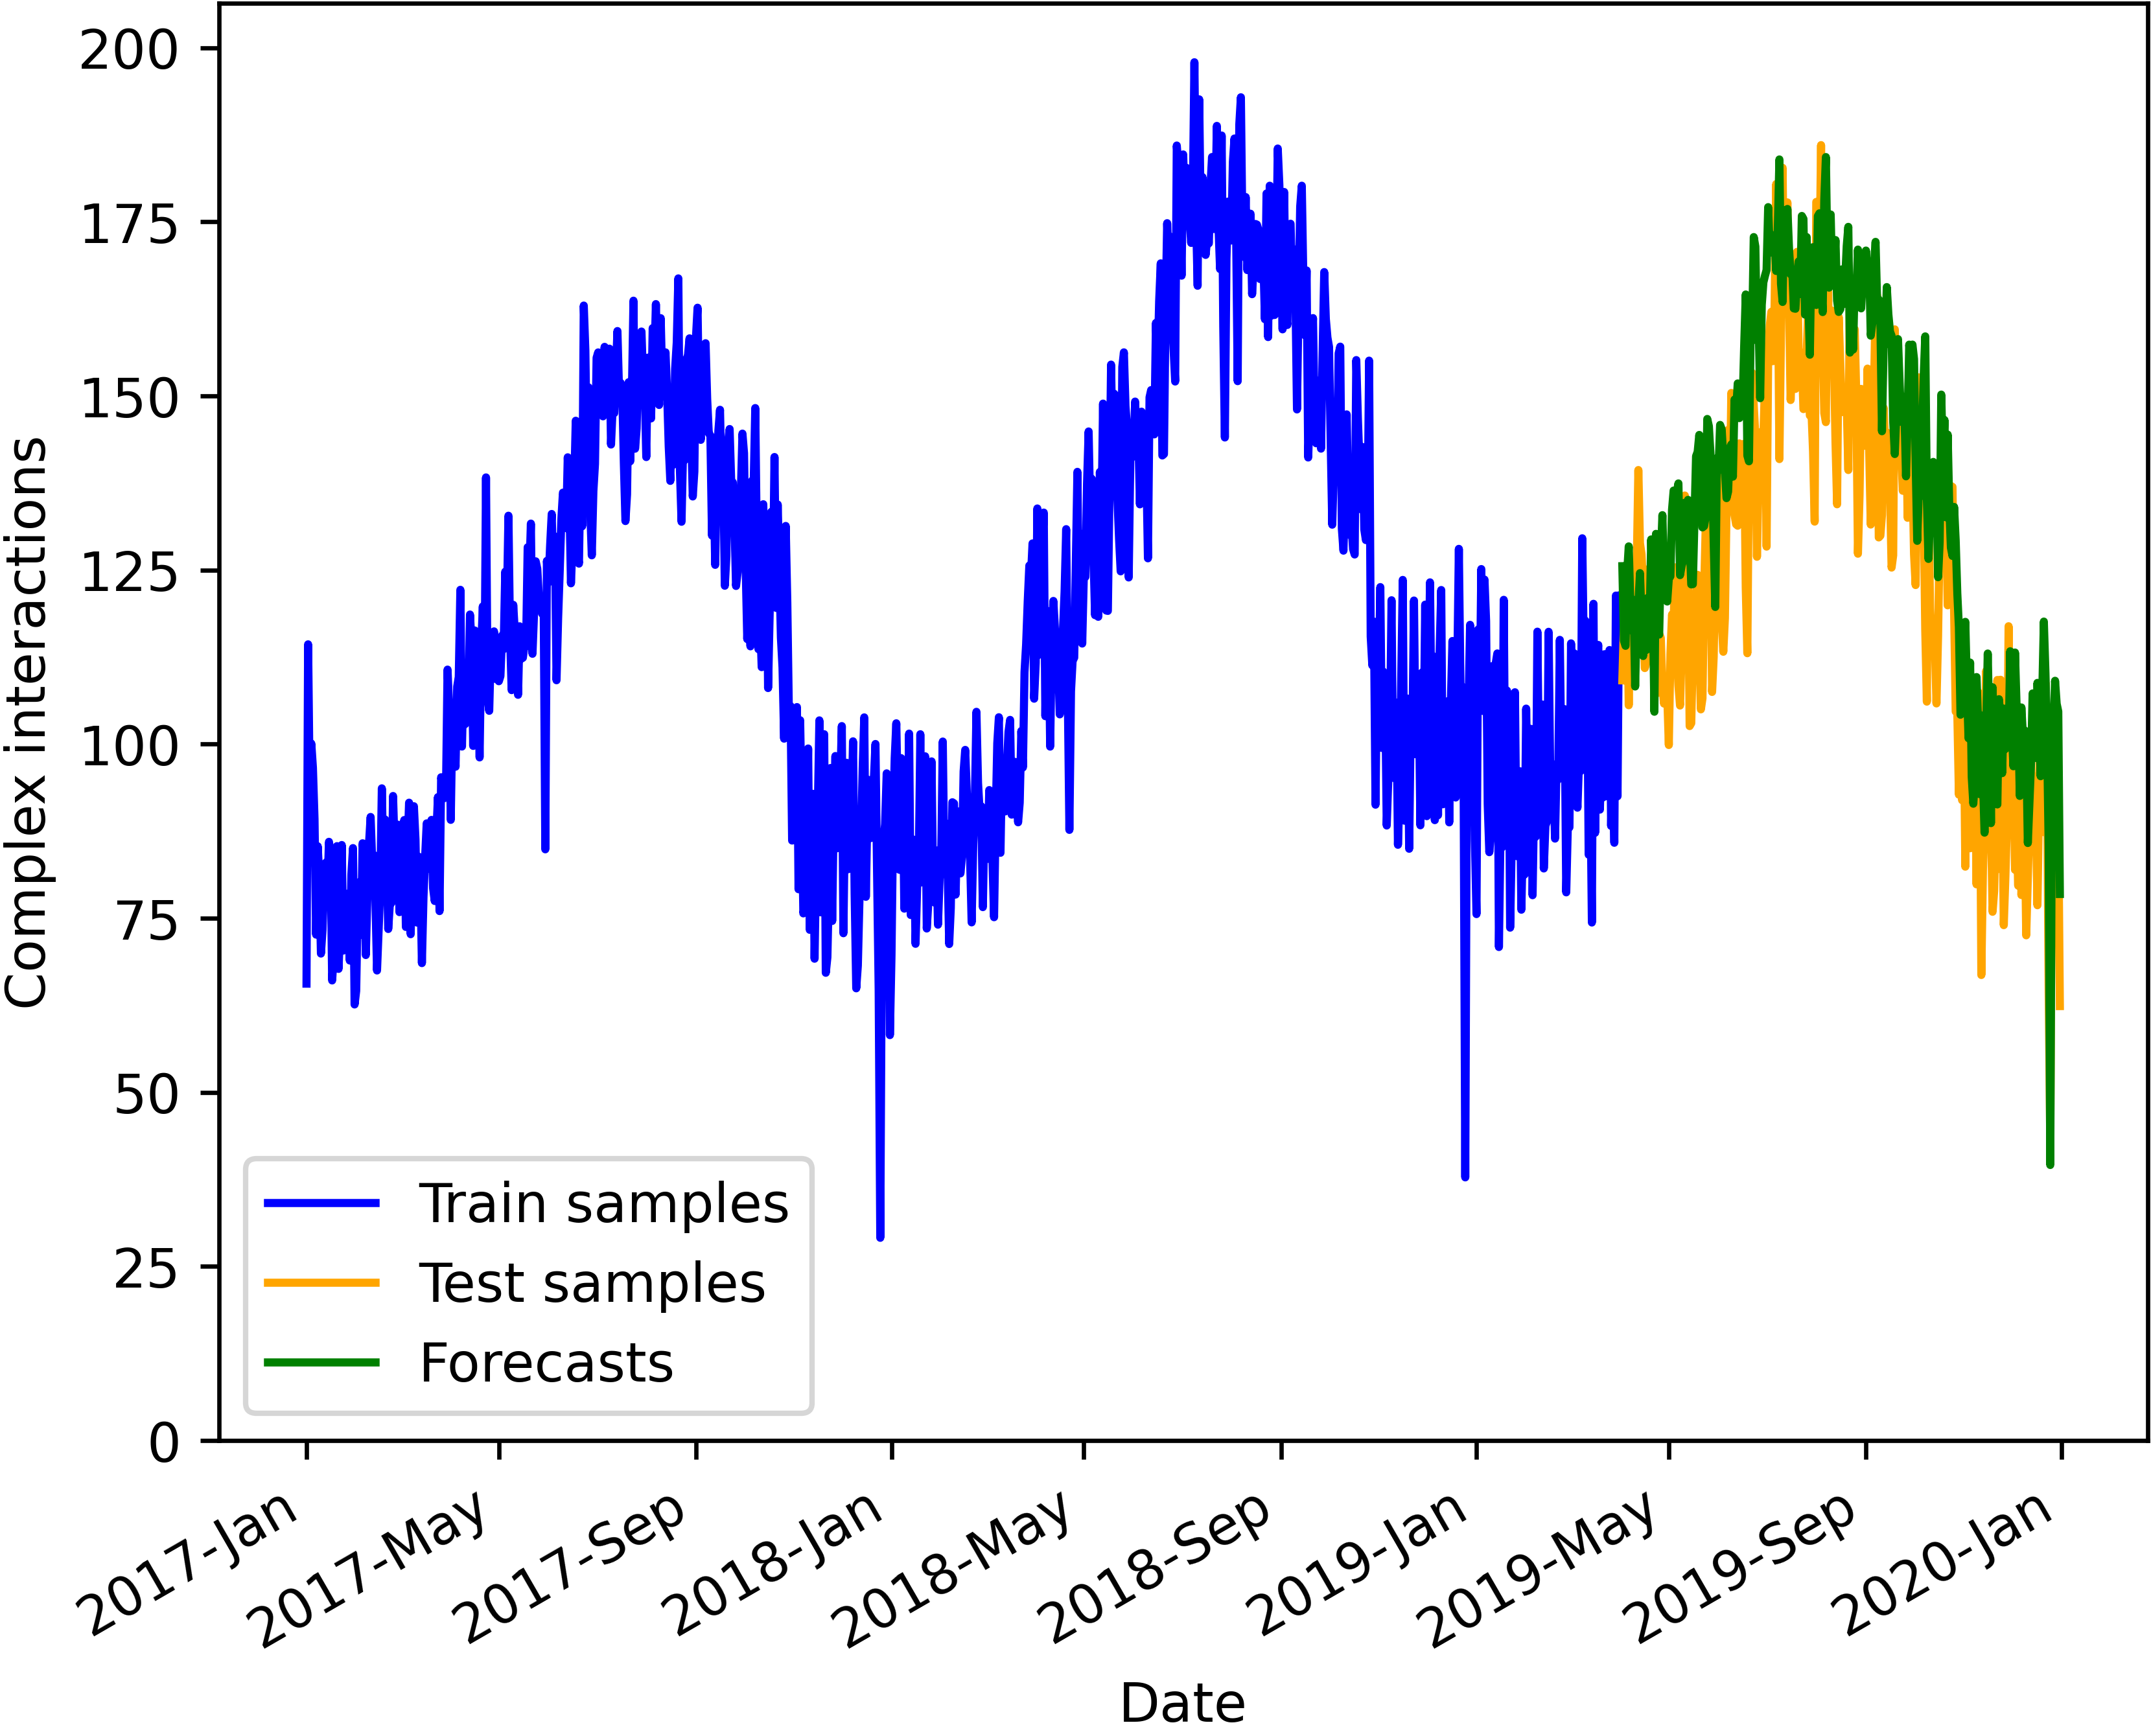 200
175
150
125
100
75
50
25
0
Complex interactions
Train samples
Test samples
Forecasts
2017-Jan
2017-May
2017-Sep
2018-Jan
2018-May
2018-Sep
2019-Jan
2019-May
2019-Sep
2020-Jan
Date